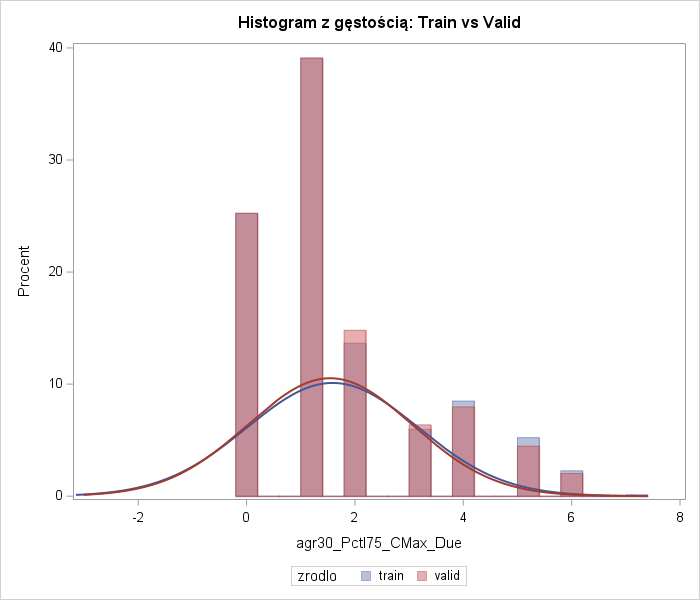 Histogram z gęstością: Train vs Valid
40
30
20
10
0
Procent
-2 0 2 4 6 8
agr30_Pctl75_CMax_Due
zrodlo train valid